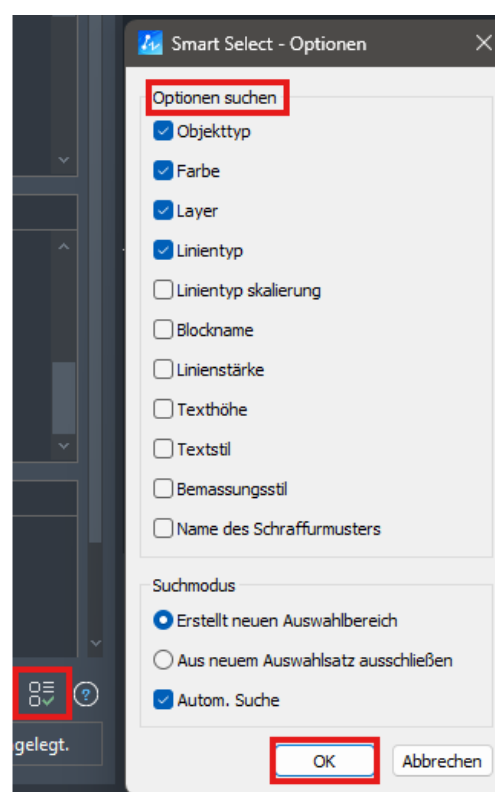 Smart Select - Optionen
Optionen suchen
Objekttyp
Farbe
Layer
Linientyp
Linientyp skalierung
Blockname
Linienstärke
Texthöhe
Textstil
Bemassungsstil
Name des Schraffurmusters
Suchmodus
Erstellt neuen Auswahlbereich
Aus neuem Auswahlsatz ausschließen
Autom. Suche
gelegt.
OK
Abbrechen